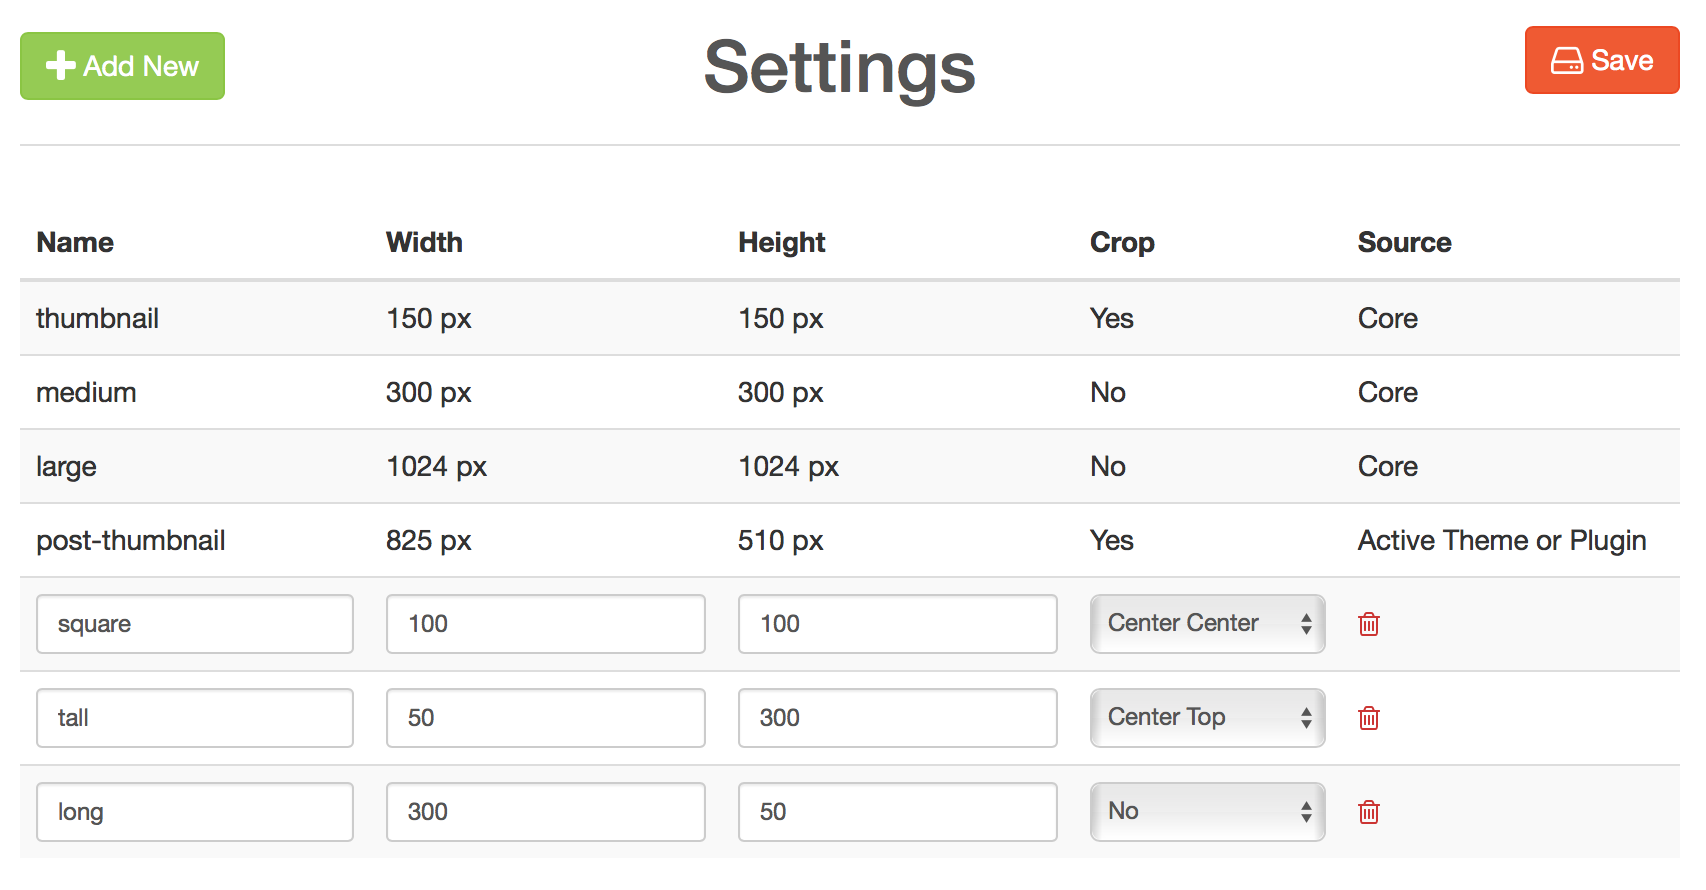 Add New
Settings
Save
Name Width Height Crop Source
thumbnail 150 px 150 px Yes Core
medium 300 px 300 px No Core
large 1024 px 1024 px No Core
post-thumbnail 825 px 510 px Yes Active Theme or Plugin
square 100 100 Center Center
tall 50 300 Center Top
long 300 50 No